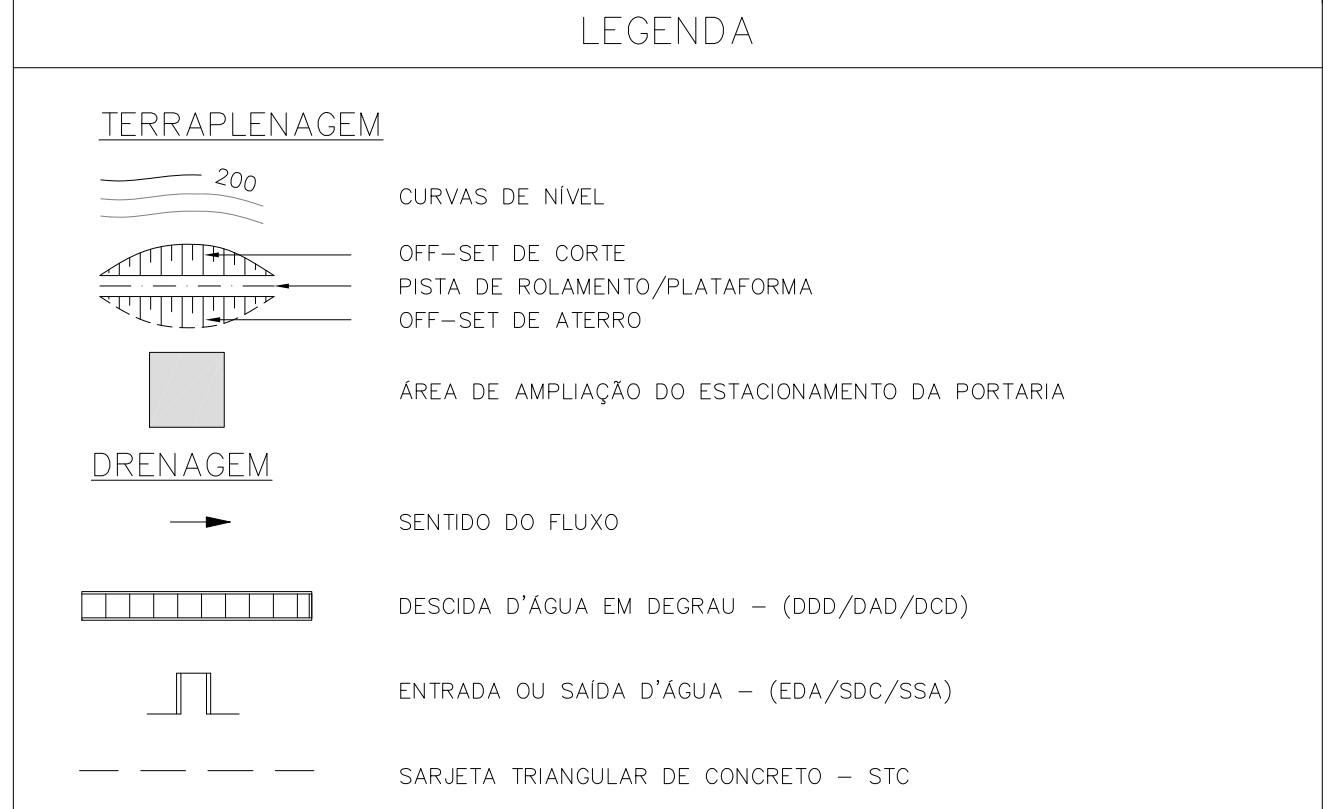 LEGENDA
TERRAPLENAGEM
200
CURVAS DE NÍVEL
OFF-SET DE CORTE
PISTA DE ROLAMENTO/PLATAFORMA
OFF-SET DE ATERRO
ÁREA DE AMPLIAÇÃO DO ESTACIONAMENTO DA PORTARIA
DRENAGEM
SENTIDO DO FLUXO
DESCIDA D'ÁGUA EM DEGRAU - (DDD/DAD/DCD)
ENTRADA OU SAÍDA D'ÁGUA - (EDA/SDC/SSA)
SARJETA TRIANGULAR DE CONCRETO - STC